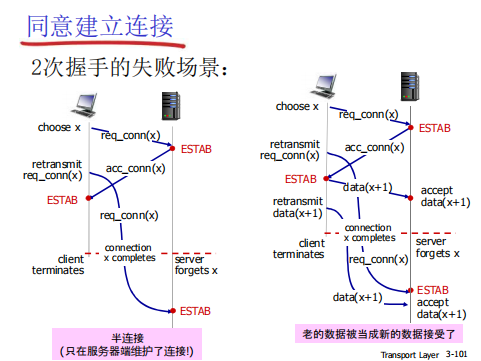 同意建立连接
2次握手的失败场景：
choose x
req_conn(x)
ESTAB
retransmit
req_conn(x)
acc_conn(x)
ESTAB
req_conn(x)
connection
x completes
client
terminates
server
forgets x
ESTAB
半连接
(只在服务器端维护了连接!)
choose x
req_conn(x)
ESTAB
retransmit
req_conn(x)
acc_conn(x)
ESTAB
data(x+1)
accept
data(x+1)
retransmit
data(x+1)
connection
x completes
client
terminates
server
forgets x
req_conn(x)
ESTAB
data(x+1)
accept
data(x+1)
老的数据被当成新的数据接受了
Transport Layer 3-101